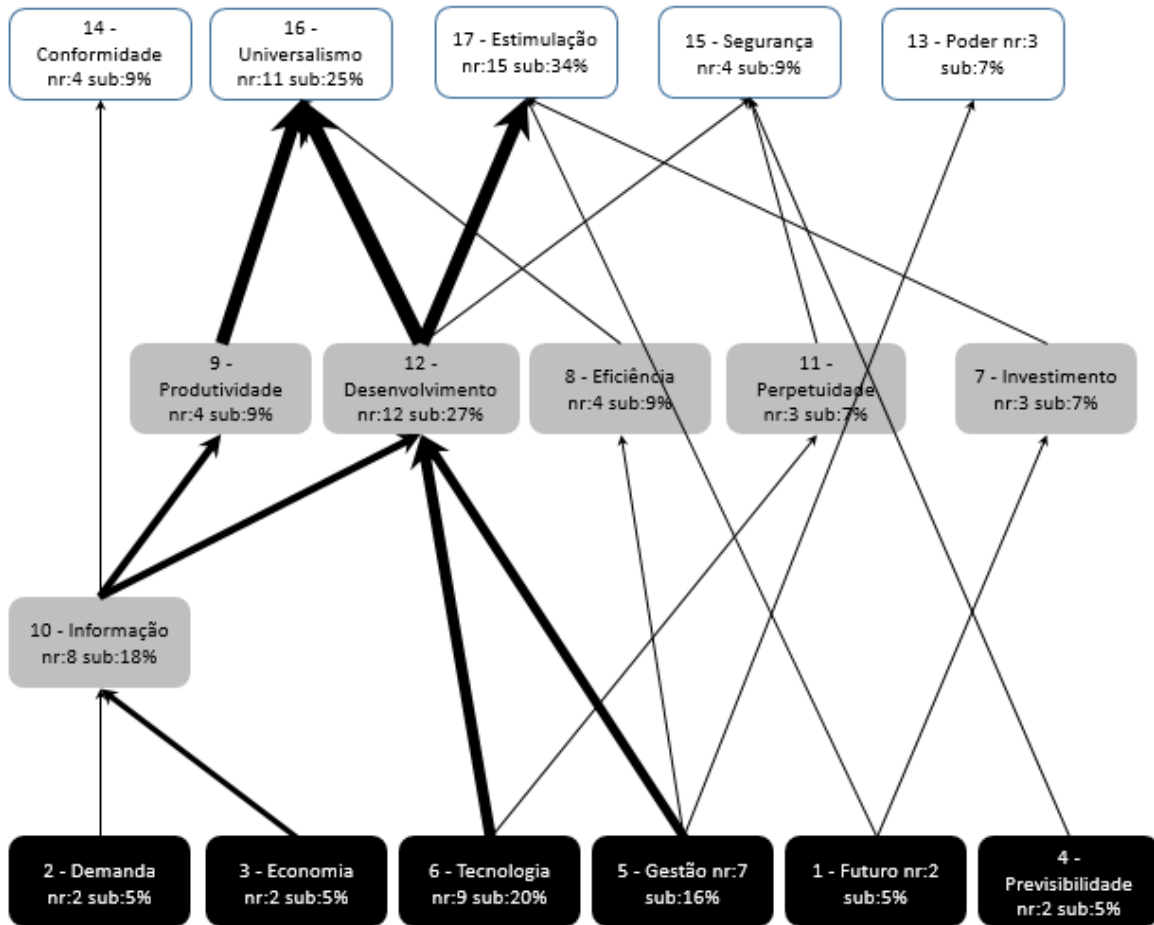 14 -
Conformidade
nr:4 sub:9%
16 -
Universalismo
nr:11 sub:25%
17 - Estimulação
nr:15 sub:34%
15 - Segurança
nr:4 sub:9%
13 - Poder nr:3
sub:7%
9 -
Produtividade
nr:4 sub:9%
12 -
Desenvolvimento
nr:12 sub:27%
8 - Eficiência
nr:4 sub:9%
11 -
Perpetuidade
nr:3 sub:7%
7 - Investimento
nr:3 sub:7%
10 - Informação
nr:8 sub:18%
2 - Demanda
nr:2 sub:5%
3 - Economia
nr:2 sub:5%
6 - Tecnologia
nr:9 sub:20%
5 - Gestão nr:7
sub:16%
1 - Futuro nr:2
sub:5%
4 -
Previsibilidade
nr:2 sub:5%